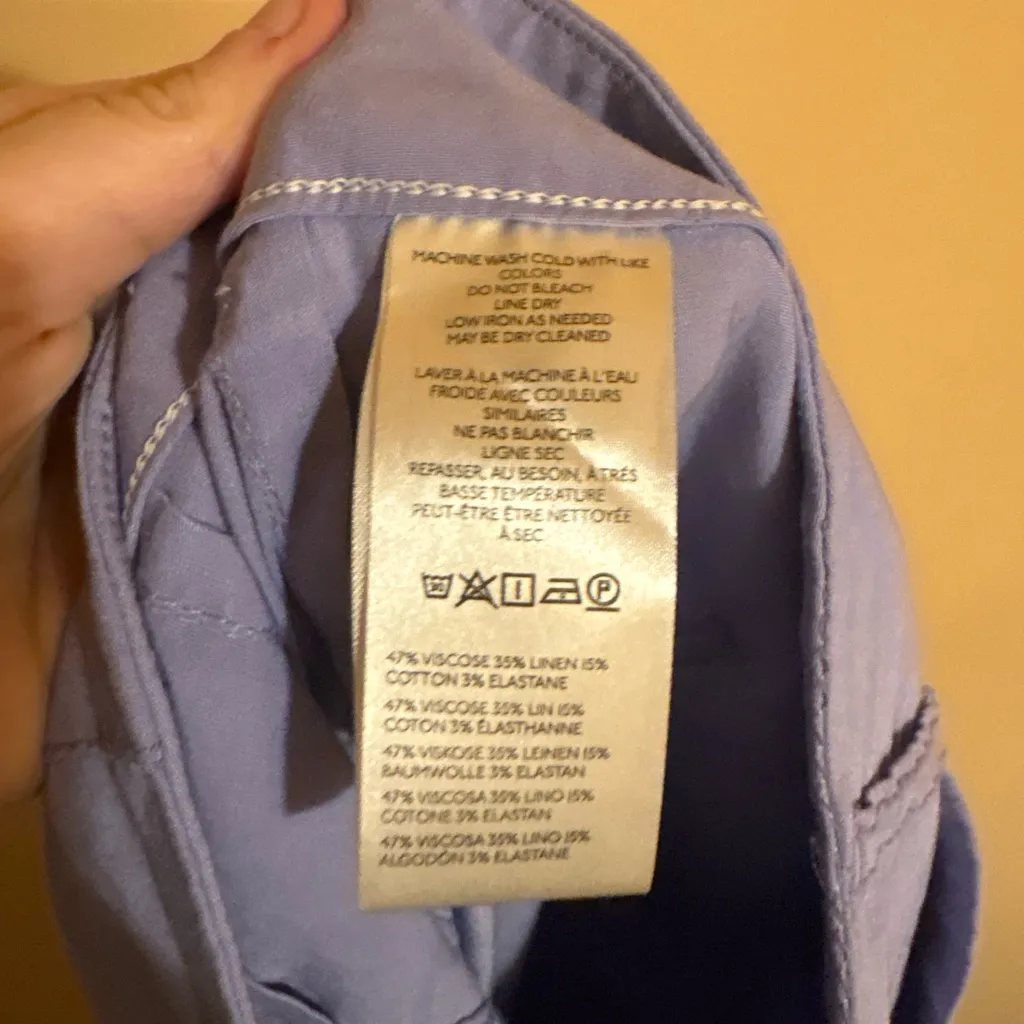 MACHINE WASH COLD WITH LIKE
COLORS
DO NOT BLEACH
LINE DRY
LOW IRON AS NEEDED
MAY BE DRY CLEANED
LAVER À LA MACHINE À L'EAU
FROIDE AVEC COULEURS
SIMILAIRES
NE PAS BLANCHIR
LIGNE SEC
REPASSER, AU BESOIN, À TRÉS
BASSE TEMPÉRATURE
PEUT-ÊTRE ÊTRE NETTOYÉE
À SEC
30 P
47% VISCOSE 35% LINEN 15%
COTTON 3% ELASTANE
47% VISCOSE 35% LIN 15%
COTON 3% ÉLASTHANNE
47% VISKOSE 35% LEINEN 15%
BAUMWOLLE 3% ELASTAN
47% VISCOSA 35% LINO 15%
COTONE 3% ELASTAN
47% VISCOSA 35% LINO 15%
ALGODÓN 3% ELASTANE